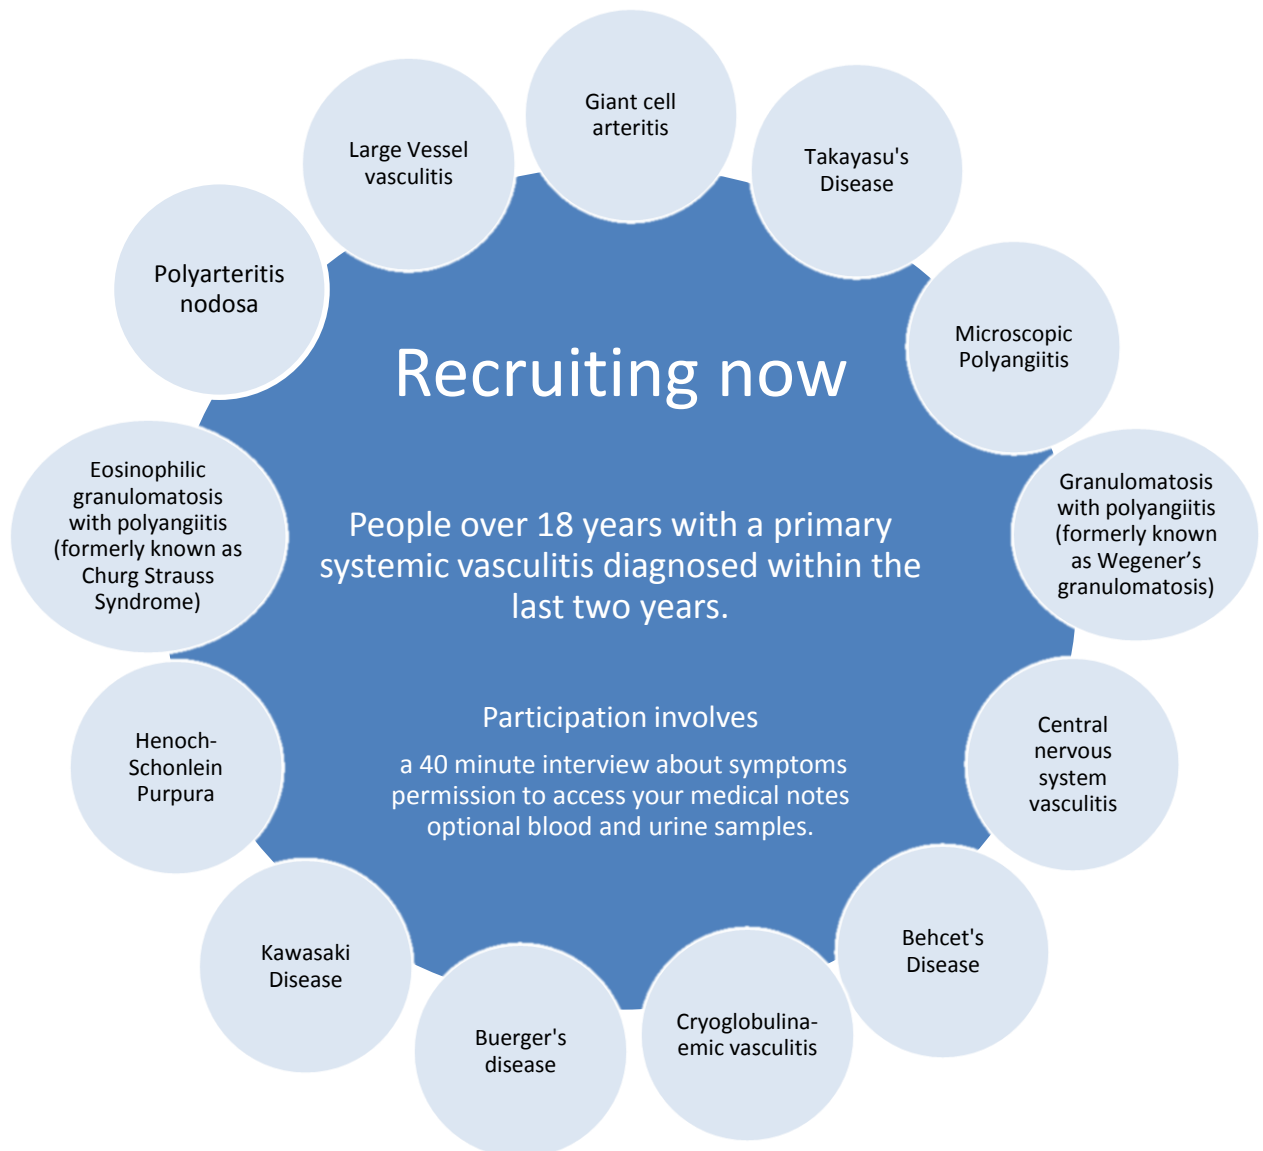 Giant cell
arteritis
Large Vessel
vasculitis
Takayasu's
Disease
Polyarteritis
nodosa
Microscopic
Polyangiitis
Recruiting now
Eosinophilic
granulomatosis
with polyangiitis
(formerly known as
Churg Strauss
Syndrome)
People over 18 years with a primary
systemic vasculitis diagnosed within the
last two years.
Granulomatosis
with polyangiitis
(formerly known
as Wegener’s
granulomatosis)
Participation involves
a 40 minute interview about symptoms
permission to access your medical notes
optional blood and urine samples.
Henoch-
Schonlein
Purpura
Central
nervous
system
vasculitis
Kawasaki
Disease
Behcet's
Disease
Buerger's
disease
Cryoglobulina-
emic vasculitis